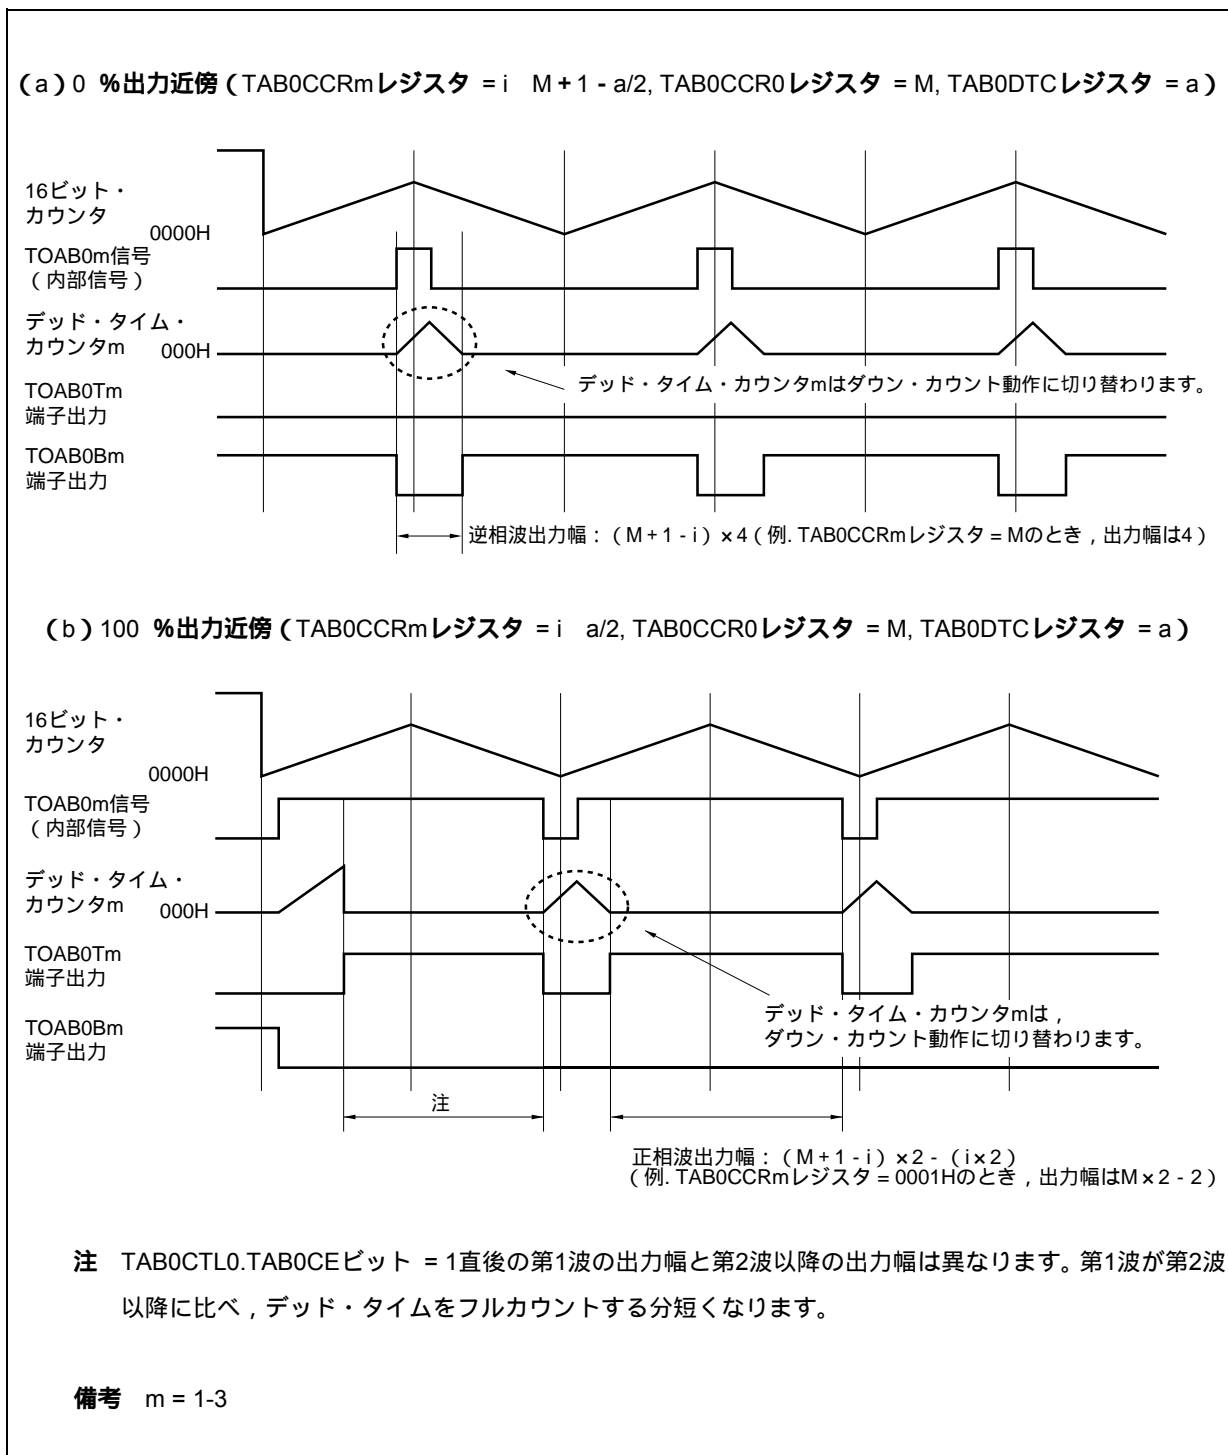 （a）0 %出力近傍（TAB0CCRmレジスタ = i　M + 1 - a/2, TAB0CCR0レジスタ = M, TAB0DTCレジスタ = a）
16ビット・
カウンタ
0000H
TOAB0m信号
（内部信号）
デッド・タイム・
カウンタm
000H
デッド・タイム・カウンタmはダウン・カウント動作に切り替わります。
TOAB0Tm
端子出力
TOAB0Bm
端子出力
逆相波出力幅：（M + 1 - i）× 4（例. TAB0CCRmレジスタ = Mのとき，出力幅は4）
（b）100 %出力近傍（TAB0CCRmレジスタ = i　a/2, TAB0CCR0レジスタ = M, TAB0DTCレジスタ = a）
16ビット・
カウンタ
0000H
TOAB0m信号
（内部信号）
デッド・タイム・
カウンタm
000H
TOAB0Tm
端子出力
デッド・タイム・カウンタmは，
ダウン・カウント動作に切り替わります。
TOAB0Bm
端子出力
注
正相波出力幅：（M + 1 - i）× 2 -（i × 2）
（例. TAB0CCRmレジスタ = 0001Hのとき，出力幅はM × 2 - 2）
注　TAB0CTL0.TAB0CEビット = 1直後の第1波の出力幅と第2波以降の出力幅は異なります。第1波が第2波
以降に比べ，デッド・タイムをフルカウントする分短くなります。
備考　m = 1-3